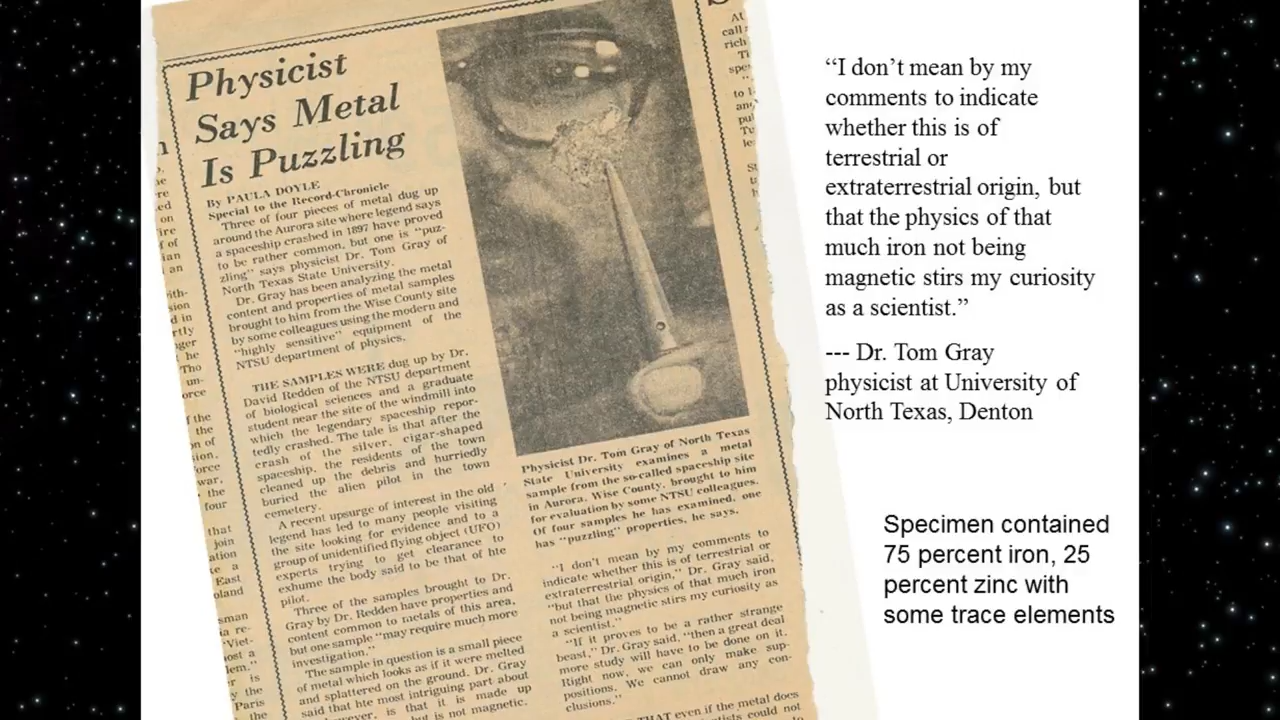 Physicist
Says Metal
Is Puzzling
By PAULA DOYLE
Special to the Record-Chronicle
Three of four pieces of metal dug up
around the Aurora site where legend says
a spaceship crashed in 1897 have proved
to be rather common, but one is "puz-
zling" says physicist Dr. Tom Gray of
North Texas State University.
Dr. Gray has been analyzing the metal
content and properties of metal samples
brought to him from the Wise County site
by some colleagues using the modern and
"highly sensitive" equipment of the
NTSU department of physics.
THE SAMPLES WERE dug up by Dr.
David Redden of the NTSU department
of biological sciences and a graduate
student near the site of the windmill into
which the legendary spaceship repor-
tedly crashed. The tale is that after the
crash of the silver, cigar-shaped
spaceship, the residents of the town
cleaned up the debris and hurriedly
buried the alien pilot in the town
cemetery.
A recent upsurge of interest in the old
legend has led to many people visiting
the site looking for evidence and to a
group of unidentified flying object (UFO)
experts trying to get clearance to
exhume the body said to be that of hte
pilot.
Three of the samples brought to Dr.
Gray by Dr. Redden have properties and
content common to metals of this area,
but one sample "may require much more
investigation."
The sample in question is a small piece
of metal which looks as if it were melted
and splattered on the ground. Dr. Gray
said that hte most intriguing part about
however, is that it is made up
but is not magnetic.
Physicist Dr. Tom Gray of North Texas
State University examines a metal
sample from the so-called spaceship site
in Aurora, Wise County, brought to him
for evaluation by some NTSU colleagues.
Of four samples he has examined, one
has "puzzling" properties, he says.
"I don't mean by my comments to
indicate whether this is of terrestrial or
extraterrestrial origin," Dr. Gray said,
"but that the physics of that much iron
not being magnetic stirs my curiosity as
a scientist."
"If it proves to be a rather strange
beast," Dr. Gray said, "then a great deal
more study will have to be done on it.
Right now, we can only make sup-
positions. We cannot draw any con-
clusions."
THAT even if the metal does
“I don’t mean by my
comments to indicate
whether this is of
terrestrial or
extraterrestrial origin, but
that the physics of that
much iron not being
magnetic stirs my curiosity
as a scientist.”
--- Dr. Tom Gray
physicist at University of
North Texas, Denton
Specimen contained
75 percent iron, 25
percent zinc with
some trace elements